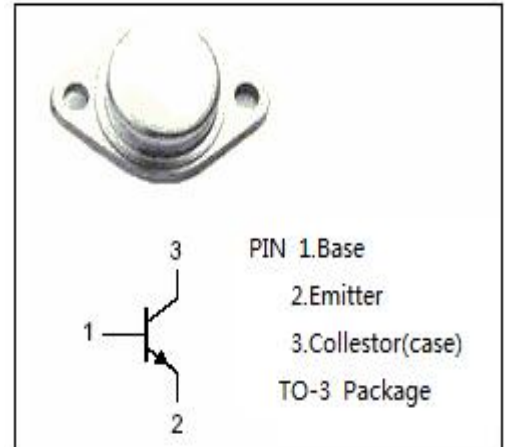 3
1
2
PIN 1.Base
2.Emitter
3.Collestor(case)
TO-3 Package